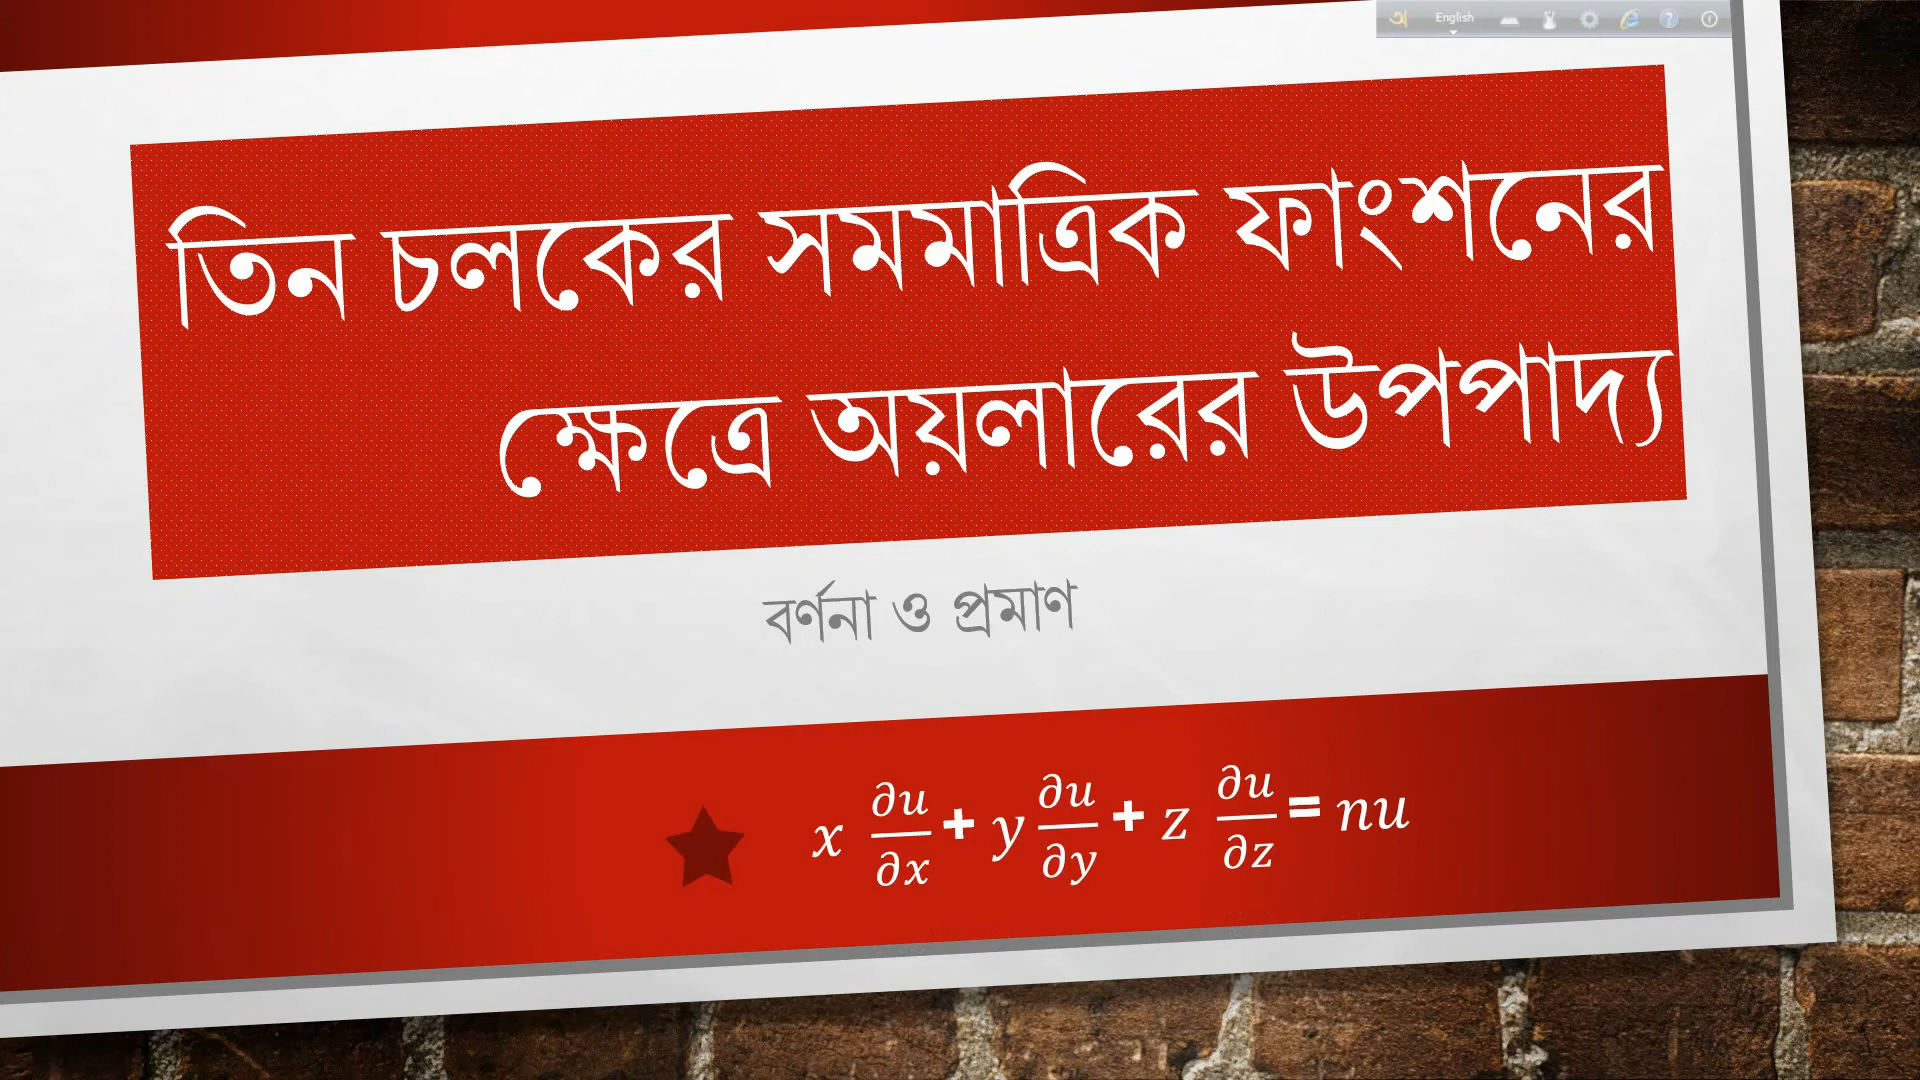 English
তিন চলকের সমমাত্রিক ফাংশনের
ক্ষেত্রে অয়লারের উপপাদ্য
বর্ণনা ও প্রমাণ
x ∂u/∂x + y ∂u/∂y + z ∂u/∂z = nu